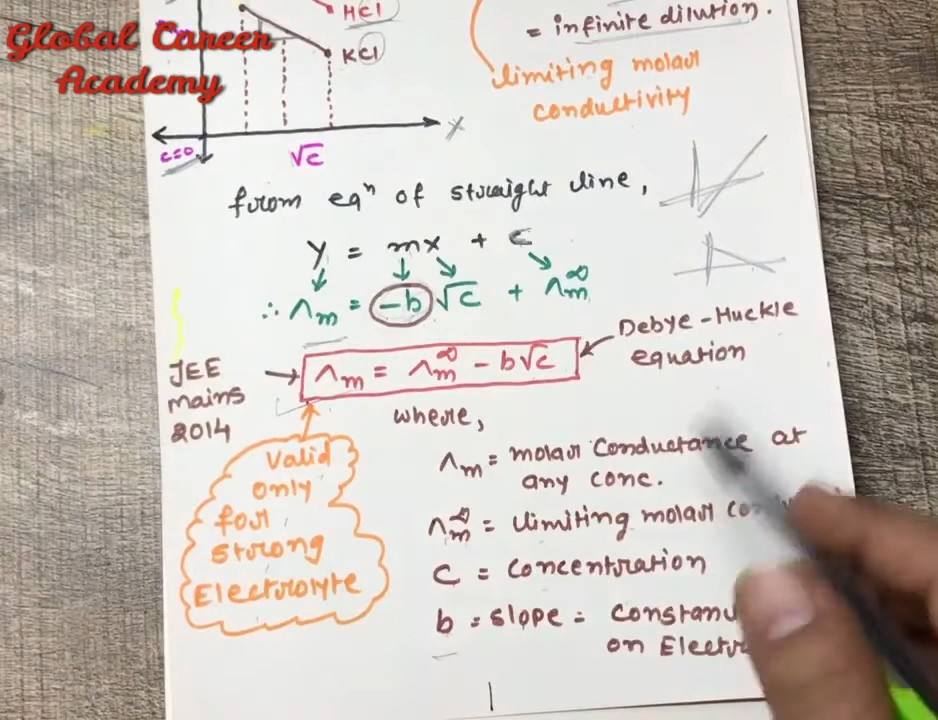 HCl
= infinite dilution.
Global Career
Academy
KCl
limiting molar
conductivity
x
c=0
√c
from eqⁿ of straight line,
y = mx + c
∴ Λm = -b √c + Λm∞
Debye-Huckle
equation
JEE
mains
2014
Λm = Λm∞ - b√c
where,
Valid
only
for
strong
Electrolyte
Λm = molar Conductance at
any conc.
Λm∞ = limiting molar
C = concentration
b = slope =
on